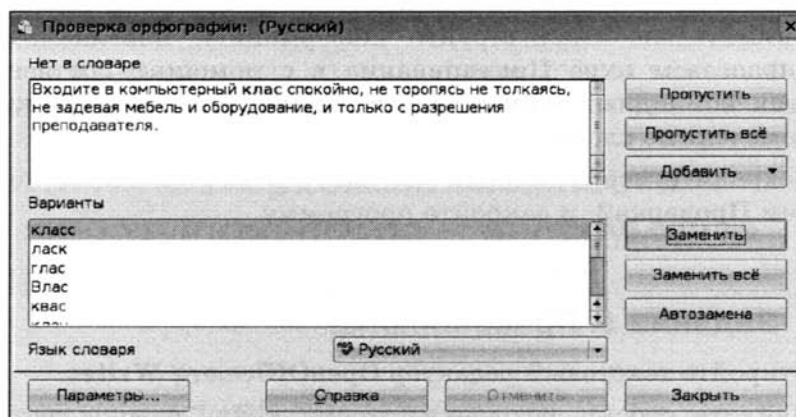 Проверка орфографии: (Русский)
Нет в словаре
Входите в компьютерный клас спокойно, не торопясь не толкаясь,
не задевая мебель и оборудование, и только с разрешения
преподавателя.
Пропустить
Пропустить всё
Добавить
Варианты
класс
ласк
глас
Влас
квас
Заменить
Заменить всё
Автозамена
Язык словаря
Русский
Параметры...
Справка
Отменить
Закрыть